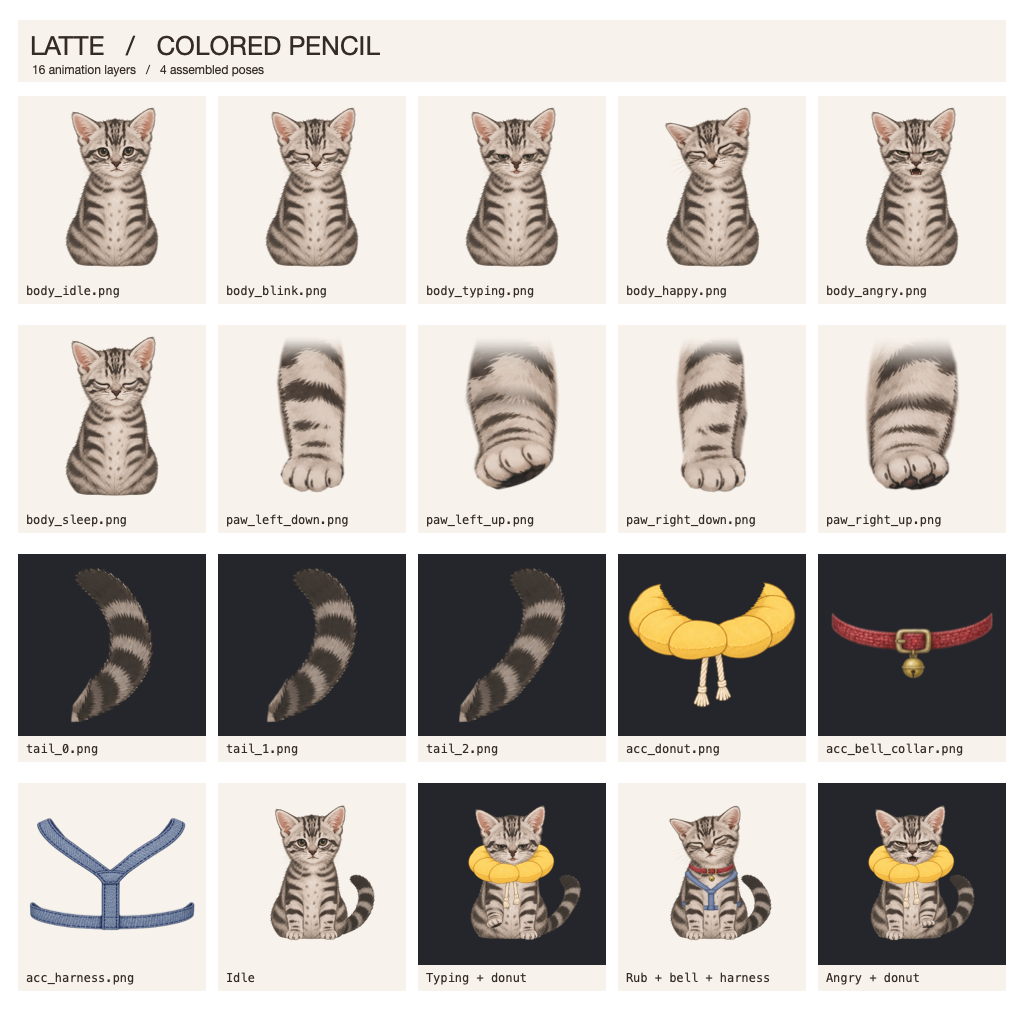 LATTE / COLORED PENCIL
16 animation layers / 4 assembled poses
body_idle.png
body_blink.png
body_typing.png
body_happy.png
body_angry.png
body_sleep.png
paw_left_down.png
paw_left_up.png
paw_right_down.png
paw_right_up.png
tail_0.png
tail_1.png
tail_2.png
acc_donut.png
acc_bell_collar.png
acc_harness.png
Idle
Typing + donut
Rub + bell + harness
Angry + donut